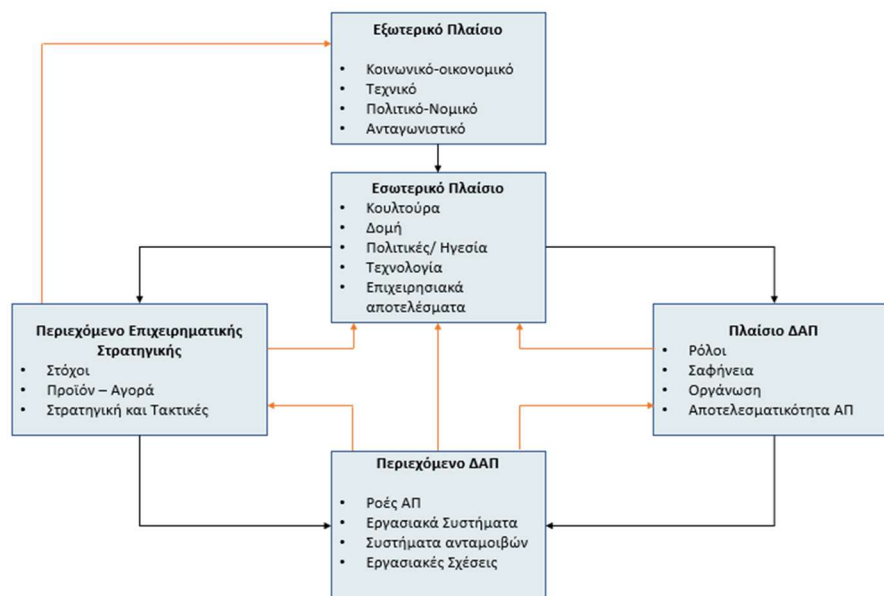 Εξωτερικό Πλαίσιο
• Κοινωνικό-οικονομικό
• Τεχνικό
• Πολιτικό-Νομικό
• Ανταγωνιστικό
Εσωτερικό Πλαίσιο
• Κουλτούρα
• Δομή
• Πολιτικές/ Ηγεσία
• Τεχνολογία
• Επιχειρησιακά
αποτελέσματα
Περιεχόμενο Επιχειρηματικής
Στρατηγικής
• Στόχοι
• Προϊόν – Αγορά
• Στρατηγική και Τακτικές
Πλαίσιο ΔΑΠ
• Ρόλοι
• Σαφήνεια
• Οργάνωση
• Αποτελεσματικότητα ΑΠ
Περιεχόμενο ΔΑΠ
• Ροές ΑΠ
• Εργασιακά Συστήματα
• Συστήματα ανταμοιβών
• Εργασιακές Σχέσεις